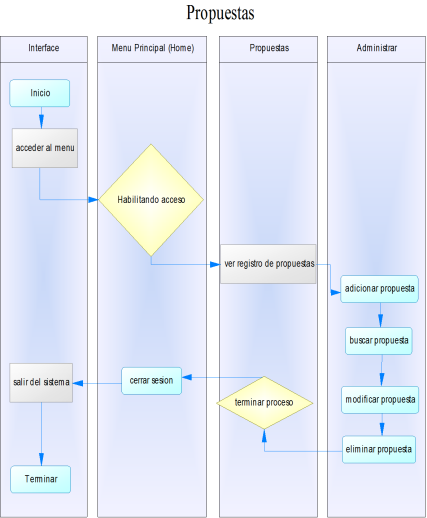 Propuestas
Interface
Menu Principal (Home)
Propuestas
Administrar
Inicio
acceder al menu
Habilitando acceso
ver registro de propuestas
adicionar propuesta
buscar propuesta
modificar propuesta
eliminar propuesta
terminar proceso
cerrar sesion
salir del sistema
Terminar